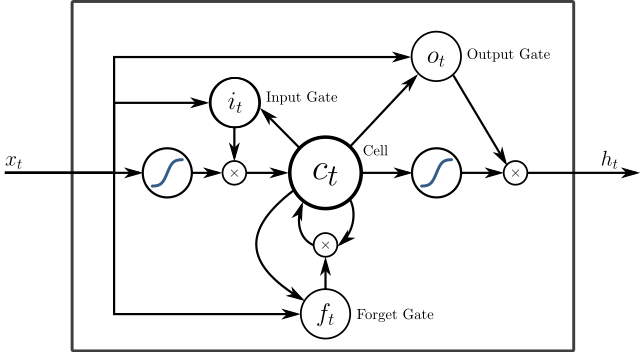 o_t Output Gate
i_t Input Gate
x_t
×
c_t
Cell
×
h_t
×
f_t Forget Gate